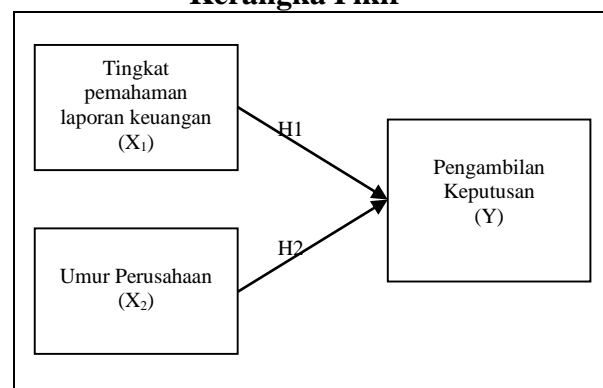 Kerangka Pikir
Tingkat
pemahaman
laporan keuangan
(X₁)
H1
Pengambilan
Keputusan
(Y)
H2
Umur Perusahaan
(X₂)